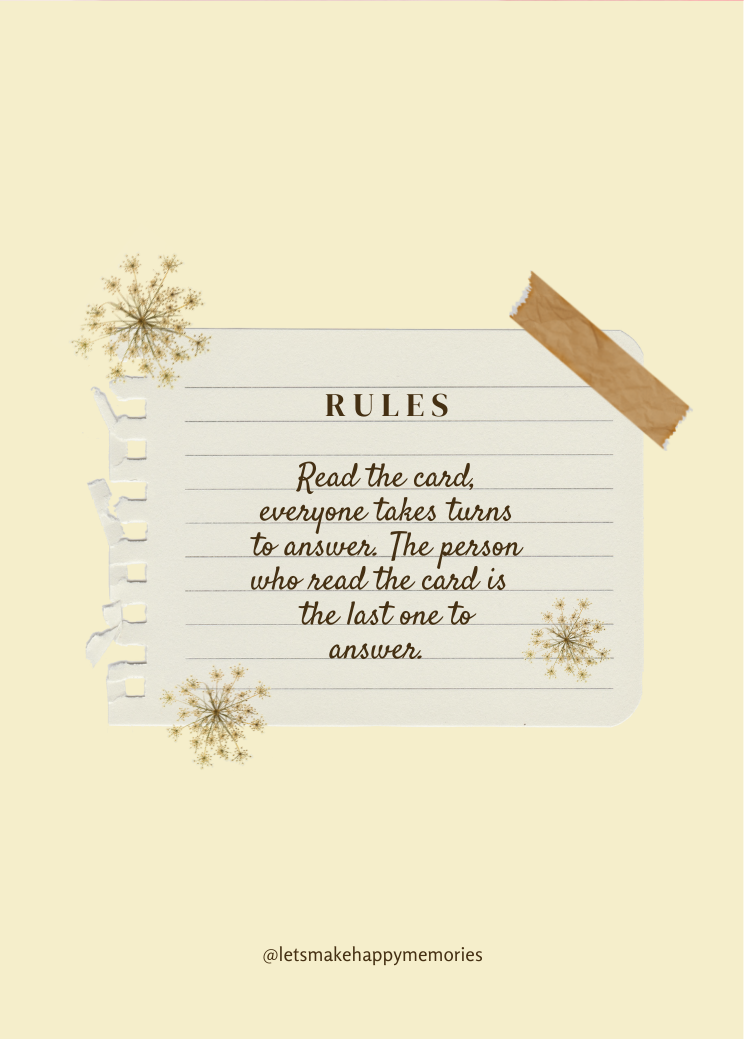 RULES
Read the card,
everyone takes turns
to answer. The person
who read the card is
the last one to
answer.
@letsmakehappymemories